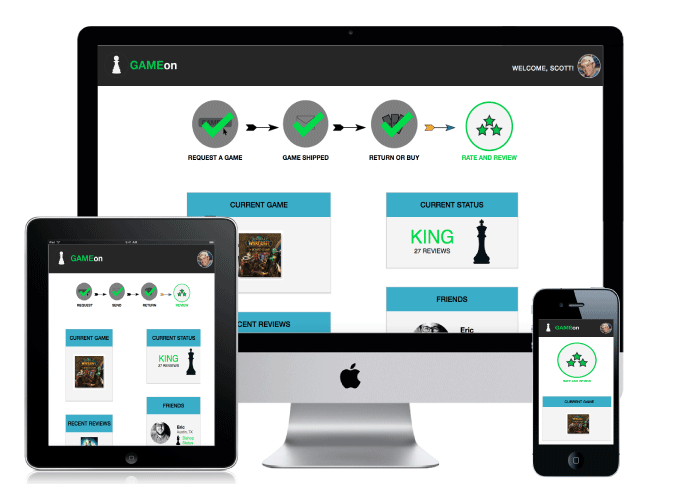 GAMEon
WELCOME, SCOTT!
REQUEST A GAME
GAME SHIPPED
RETURN OR BUY
RATE AND REVIEW
CURRENT GAME
CURRENT STATUS
KING
27 REVIEWS
CENT REVIEWS
FRIENDS
Eric
GAMEon
REQUEST
SEND
RETURN
REVIEW
CURRENT GAME
CURRENT STATUS
KING
27 REVIEWS
RECENT REVIEWS
FRIENDS
Eric
Austin, TX
GAMEon
RATE AND REVIEW
CURRENT GAME